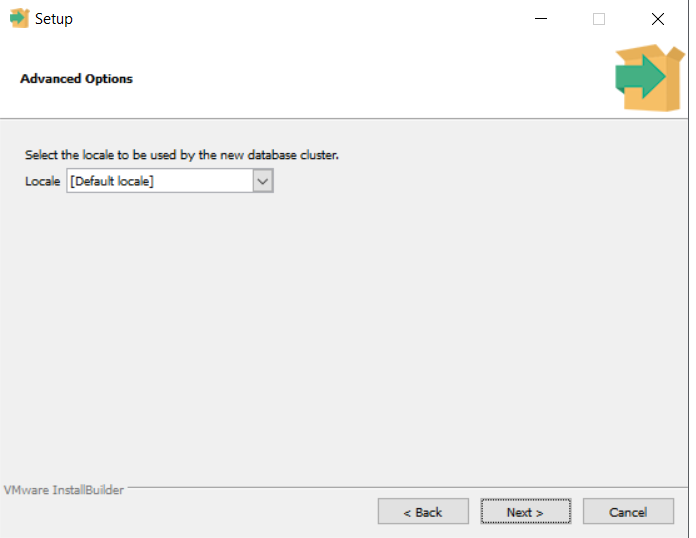 Setup
Advanced Options
Select the locale to be used by the new database cluster.
Locale [Default locale]
VMware InstallBuilder
< Back Next > Cancel